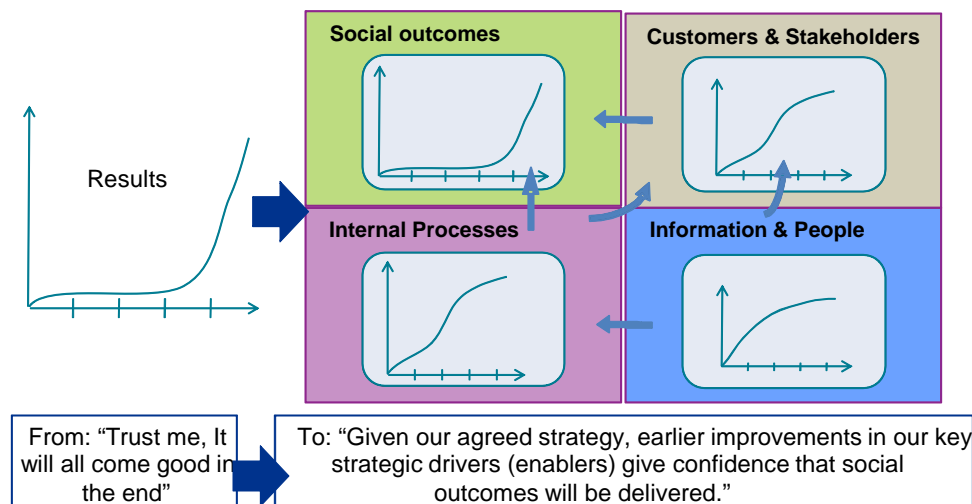 Social outcomes
Customers & Stakeholders
Results
Internal Processes
Information & People
From: “Trust me, It
will all come good in
the end”
To: “Given our agreed strategy, earlier improvements in our key
strategic drivers (enablers) give confidence that social
outcomes will be delivered.”